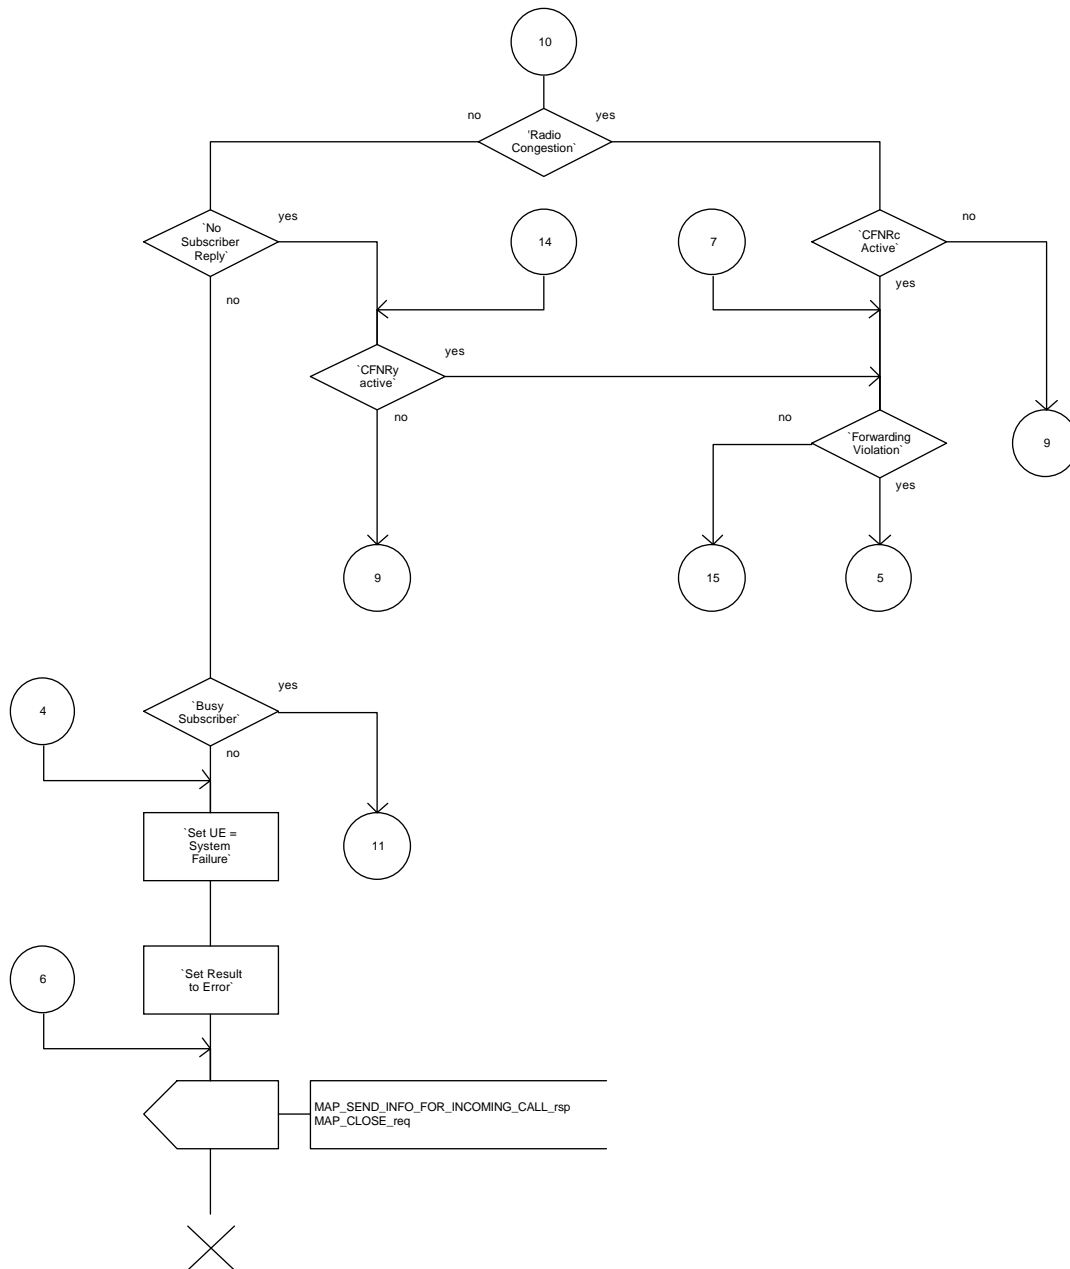 10
no
yes
'Radio
Congestion`
yes
no
`No
Subscriber
Reply`
14
7
`CFNRc
Active`
no
yes
`CFNRy
active`
yes
no
no
`Forwarding
Violation`
yes
9
9
15
5
4
`Busy
Subscriber`
yes
no
`Set UE =
System
Failure`
11
6
`Set Result
to Error`
MAP_SEND_INFO_FOR_INCOMING_CALL_rsp
MAP_CLOSE_req